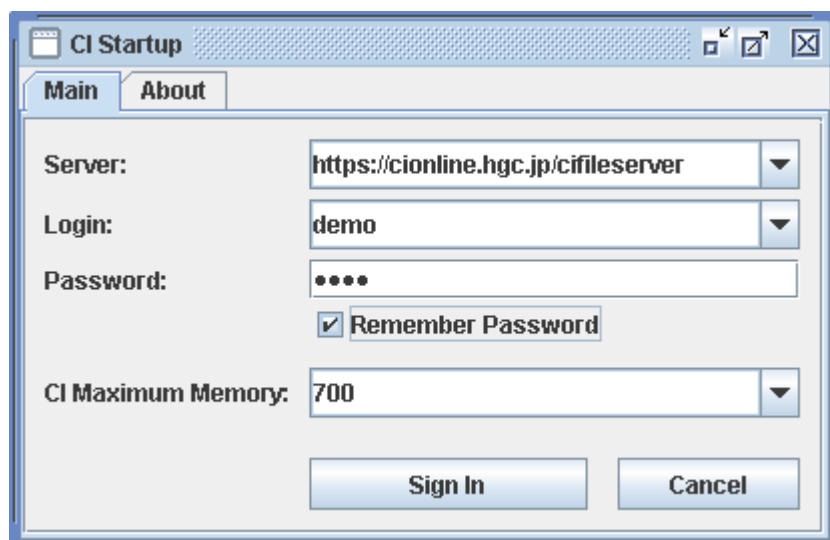 CI Startup
Main About
Server: https://cionline.hgc.jp/cifileserver
Login: demo
Password: ••••
Remember Password
CI Maximum Memory: 700
Sign In Cancel